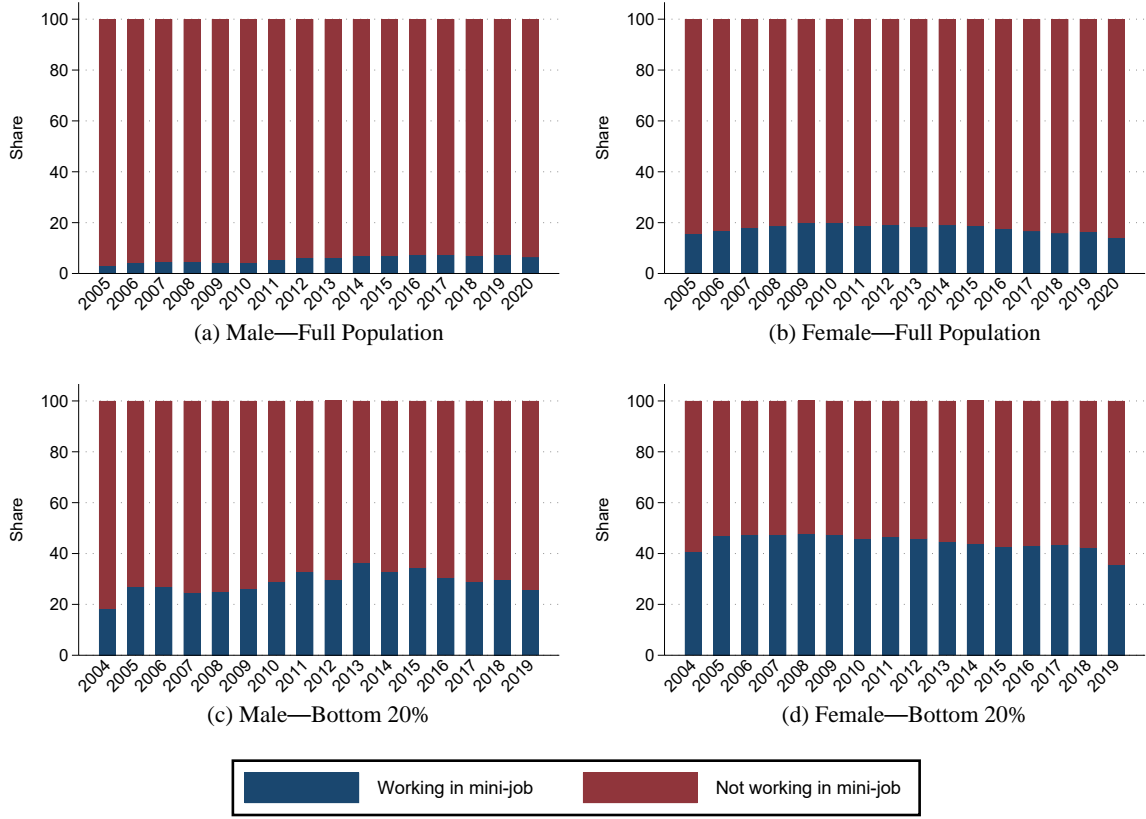 100
80
60
40
20
0
Share
2005 2006 2007 2008 2009 2010 2011 2012 2013 2014 2015 2016 2017 2018 2019 2020
(a) Male—Full Population
100
80
60
40
20
0
Share
2005 2006 2007 2008 2009 2010 2011 2012 2013 2014 2015 2016 2017 2018 2019 2020
(b) Female—Full Population
100
80
60
40
20
0
Share
2004 2005 2006 2007 2008 2009 2010 2011 2012 2013 2014 2015 2016 2017 2018 2019
(c) Male—Bottom 20%
100
80
60
40
20
0
Share
2004 2005 2006 2007 2008 2009 2010 2011 2012 2013 2014 2015 2016 2017 2018 2019
(d) Female—Bottom 20%
Working in mini-job
Not working in mini-job